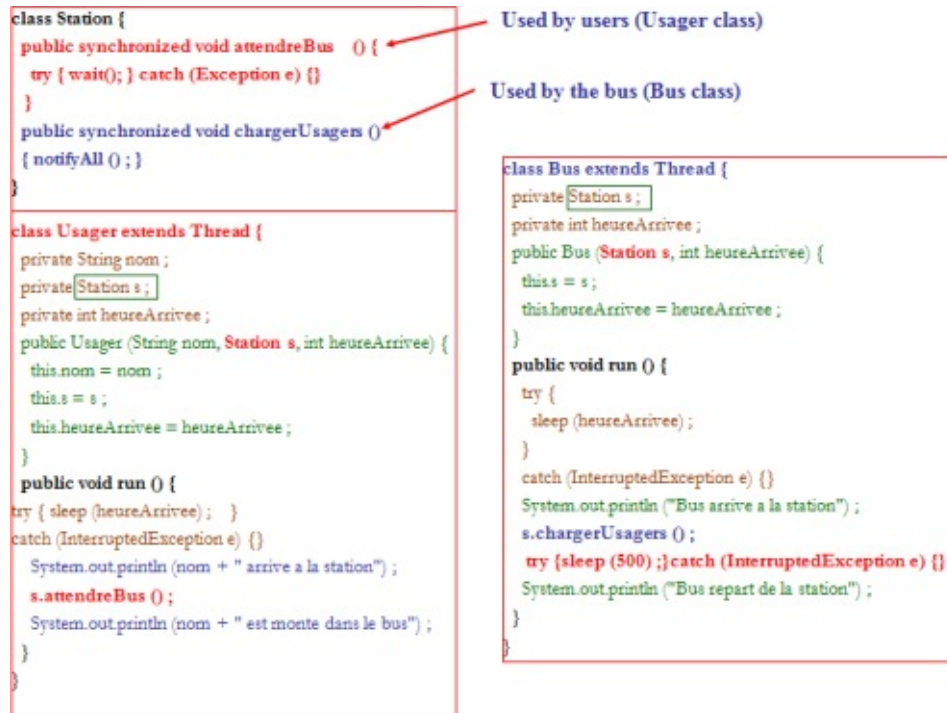 class Station {
public synchronized void attendreBus () {
try { wait(); } catch (Exception e) {}
}
public synchronized void chargerUsagers ()
{ notifyAll () ; }
}
Used by users (Usager class)
Used by the bus (Bus class)
class Usager extends Thread {
private String nom ;
private Station s ;
private int heureArrivee ;
public Usager (String nom, Station s, int heureArrivee) {
this.nom = nom ;
this.s = s ;
this.heureArrivee = heureArrivee ;
}
public void run () {
try { sleep (heureArrivee) ; }
catch (InterruptedException e) {}
System.out.println (nom + " arrive a la station") ;
s.attendreBus () ;
System.out.println (nom + " est monte dans le bus") ;
}
}
class Bus extends Thread {
private Station s ;
private int heureArrivee ;
public Bus (Station s, int heureArrivee) {
this.s = s ;
this.heureArrivee = heureArrivee ;
}
public void run () {
try {
sleep (heureArrivee) ;
}
catch (InterruptedException e) {}
System.out.println ("Bus arrive a la station") ;
s.chargerUsagers () ;
try {sleep (500) ;}catch (InterruptedException e) {}
System.out.println ("Bus repart de la station") ;
}
}